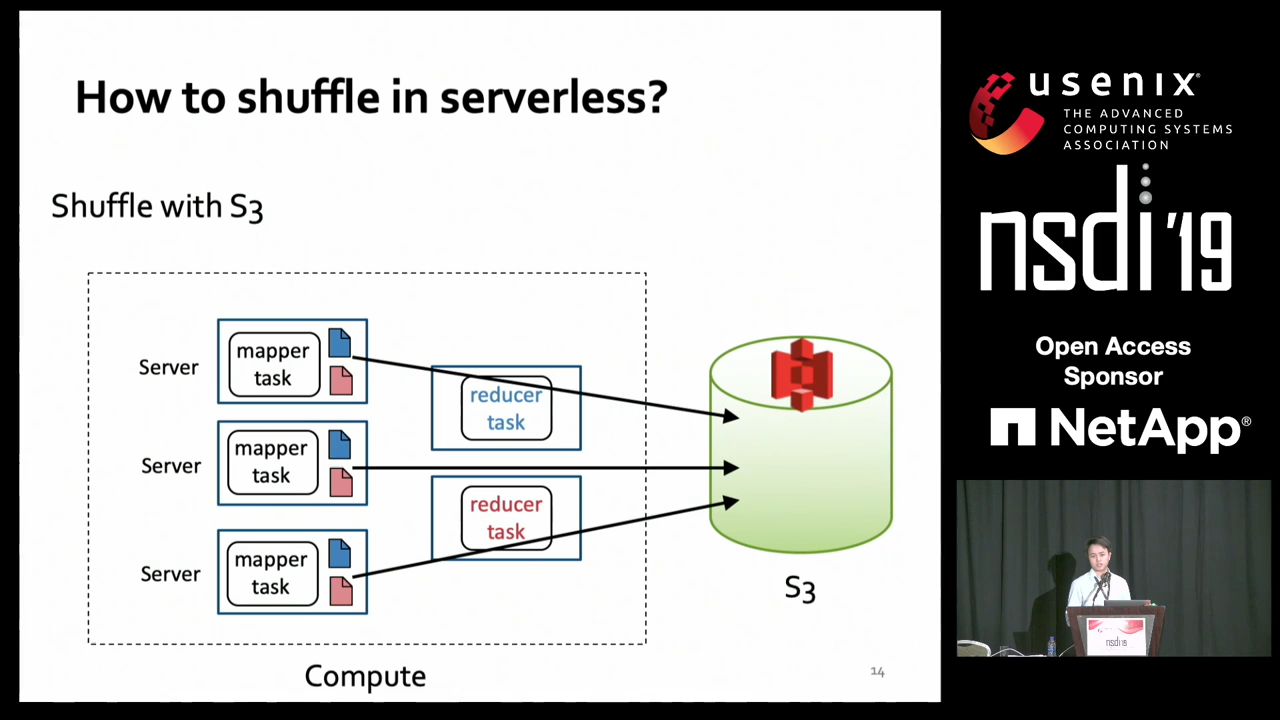 How to shuffle in serverless?
Shuffle with S3
Server
mapper
task
Server
mapper
task
Server
mapper
task
reducer
task
reducer
task
S3
Compute
14
usenix®
THE ADVANCED
COMPUTING SYSTEMS
ASSOCIATION
nsdi '19
Open Access
Sponsor
NetApp®
nsdi19